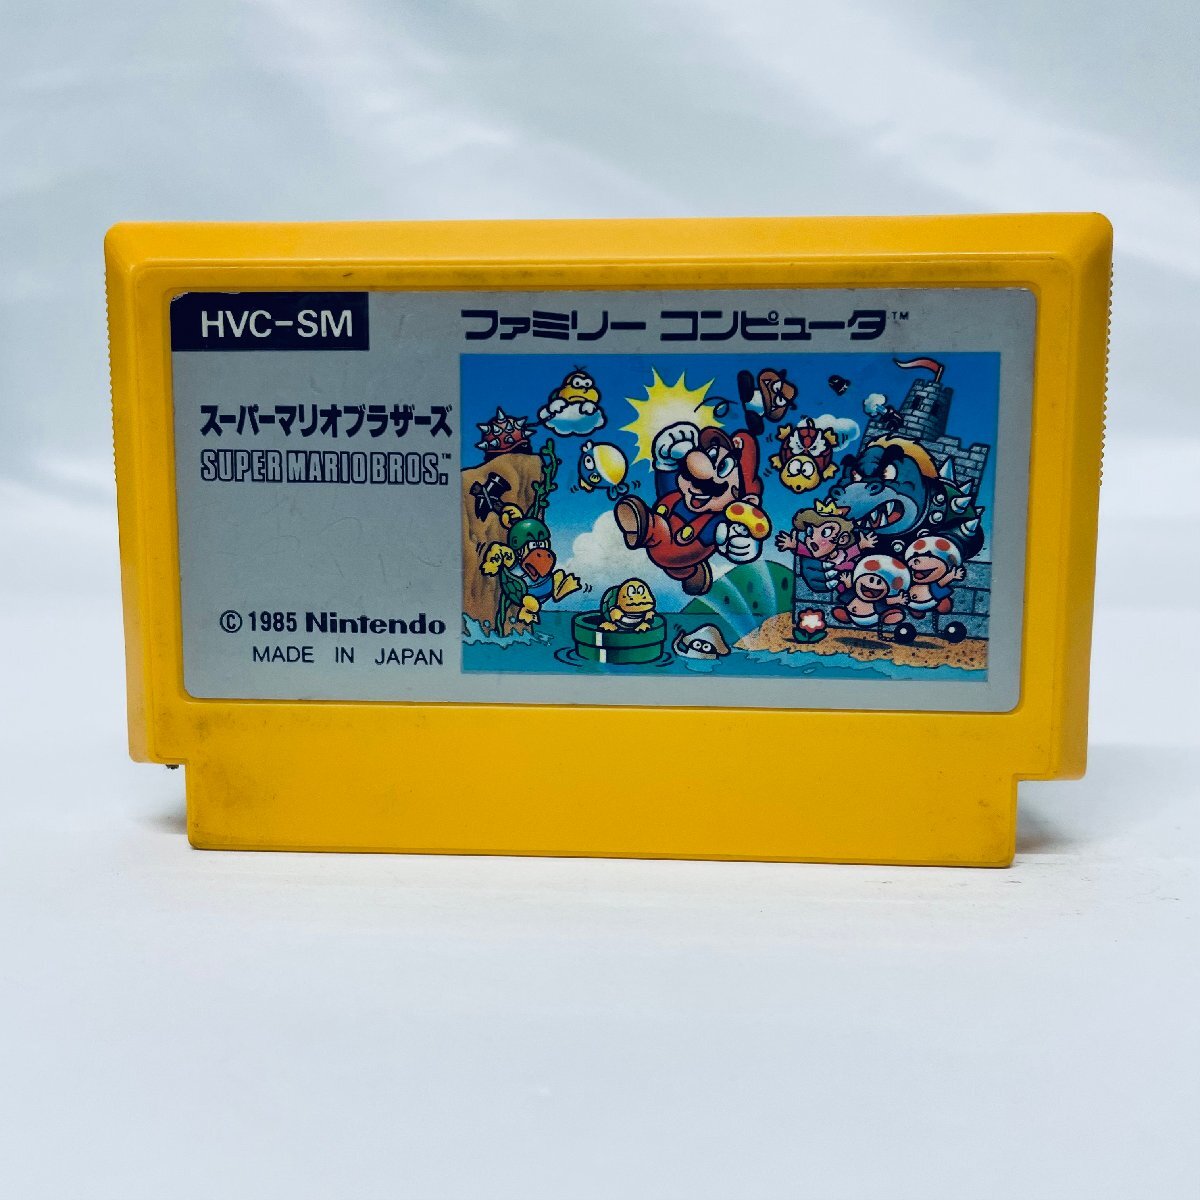 HVC-SM
ファミリー コンピュータ™
スーパーマリオブラザーズ
SUPER MARIO BROS.™
© 1985 Nintendo
MADE IN JAPAN